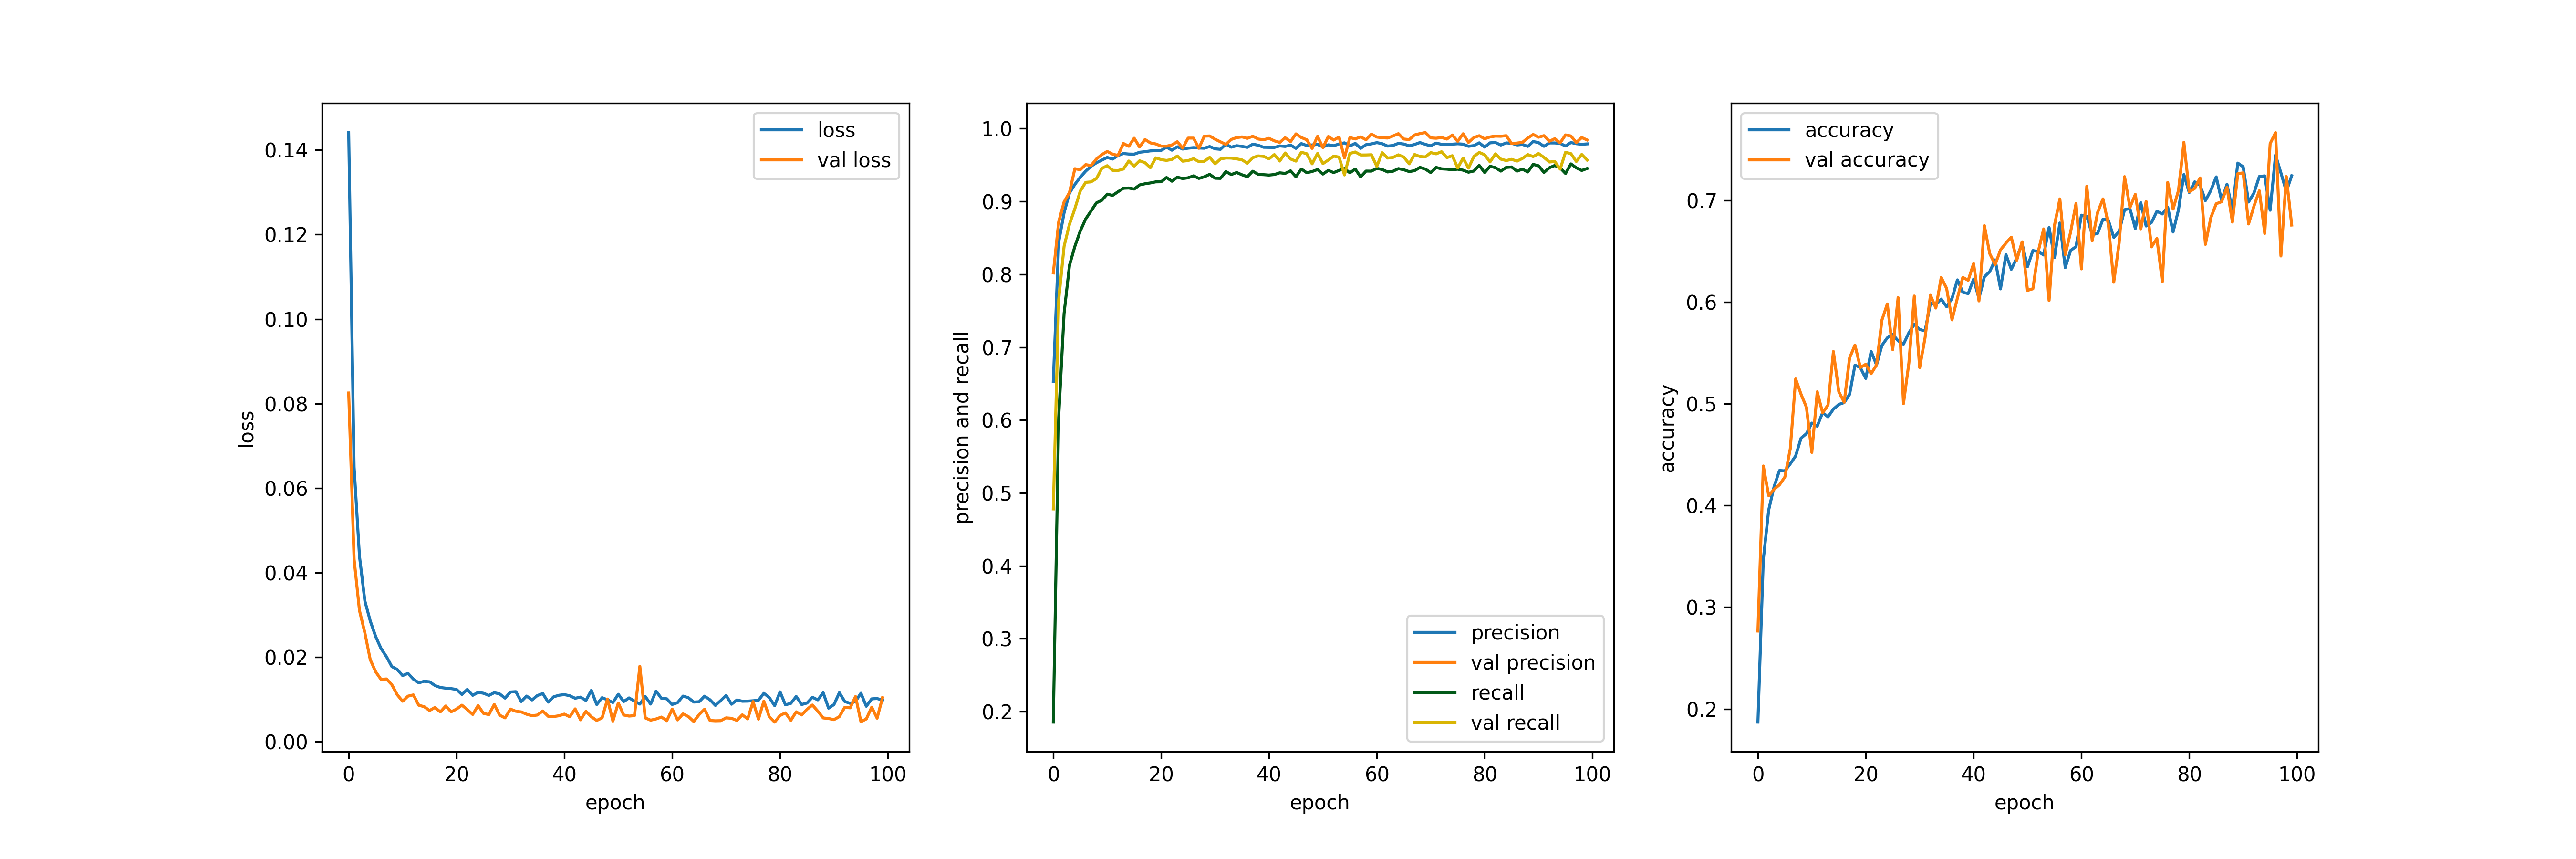 loss
val loss
0.14
0.12
0.10
0.08
0.06
0.04
0.02
0.00
loss
0 20 40 60 80 100
epoch
1.0
0.9
0.8
0.7
0.6
0.5
0.4
0.3
0.2
precision and recall
precision
val precision
recall
val recall
0 20 40 60 80 100
epoch
accuracy
val accuracy
0.7
0.6
0.5
0.4
0.3
0.2
accuracy
0 20 40 60 80 100
epoch